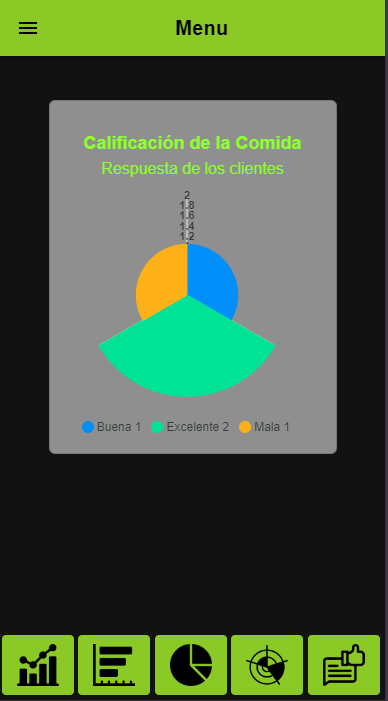 Menu
Calificación de la Comida
Respuesta de los clientes
2
1.8
1.6
1.4
1.2
Buena 1 Excelente 2 Mala 1